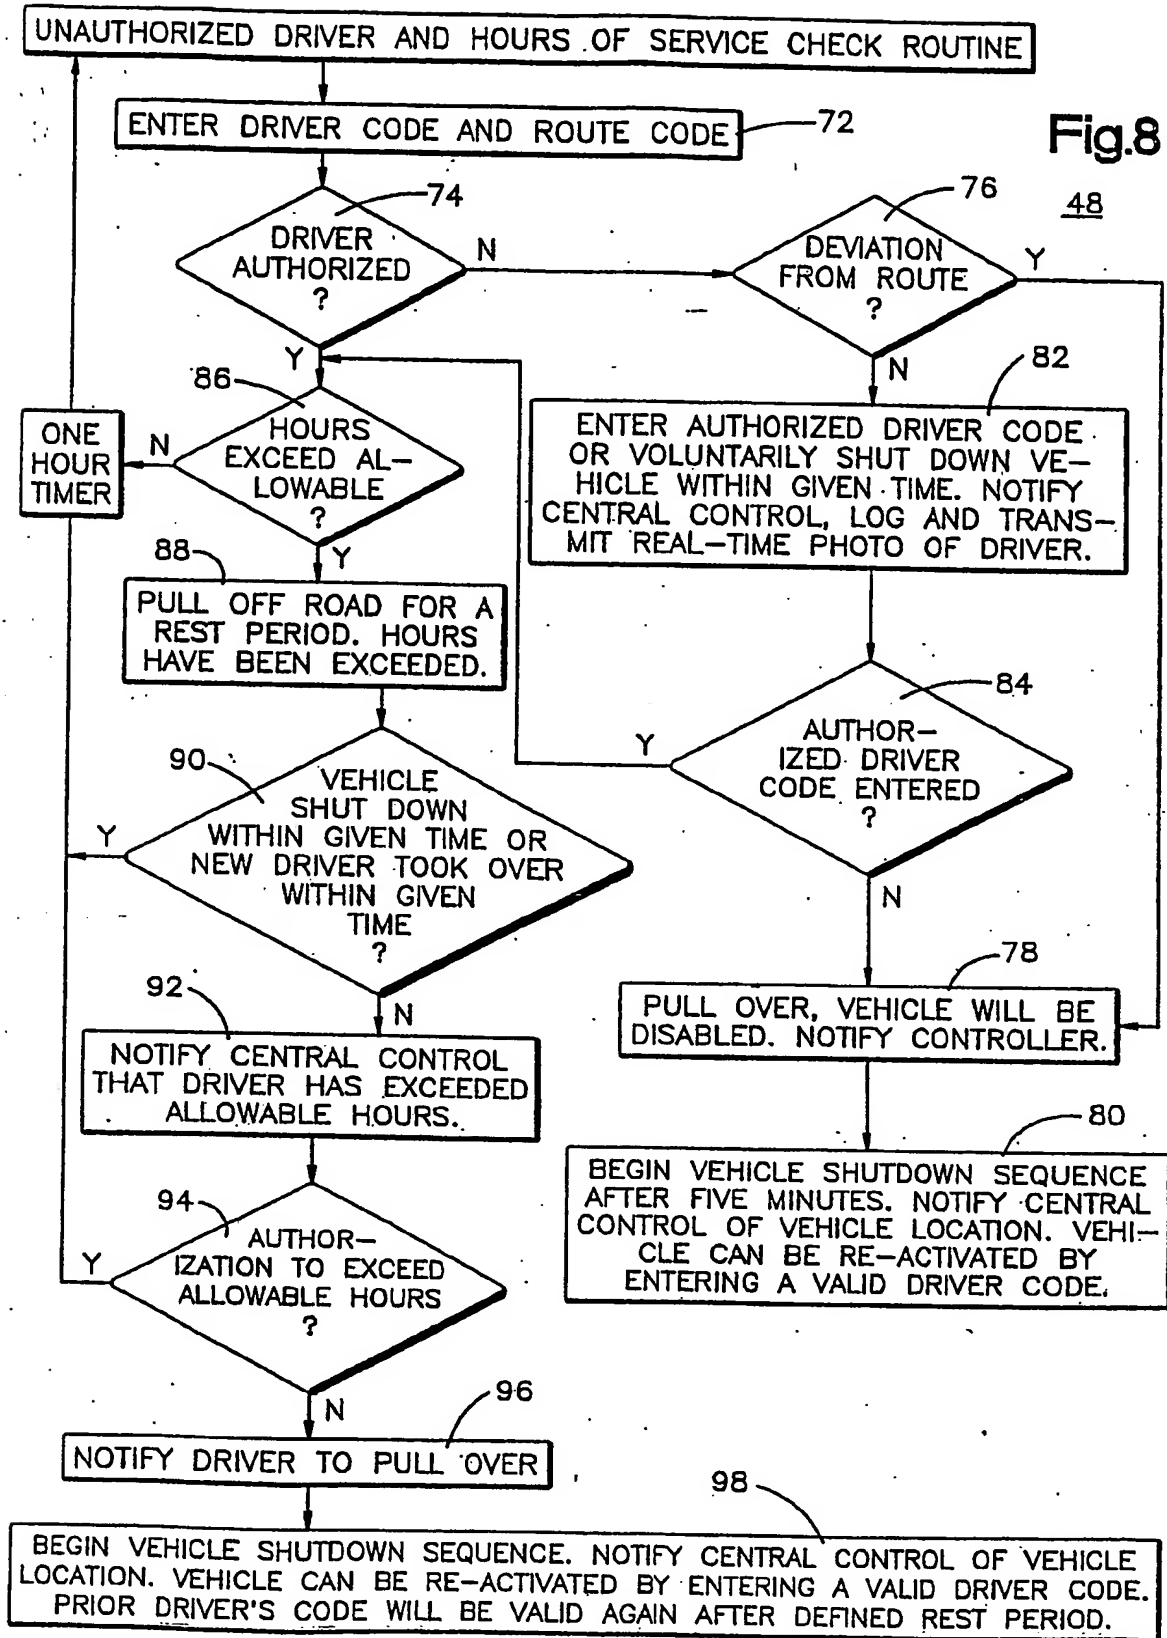 UNAUTHORIZED DRIVER AND HOURS OF SERVICE CHECK ROUTINE
ENTER DRIVER CODE AND ROUTE CODE
72
Fig.8
48
74
DRIVER
AUTHORIZED
?
N
Y
76
DEVIATION
FROM ROUTE
?
Y
N
86
HOURS
EXCEED AL-
LOWABLE
?
N
Y
ONE
HOUR
TIMER
82
ENTER AUTHORIZED DRIVER CODE
OR VOLUNTARILY SHUT DOWN VE-
HICLE WITHIN GIVEN TIME. NOTIFY
CENTRAL CONTROL, LOG AND TRANS-
MIT REAL-TIME PHOTO OF DRIVER.
88
PULL OFF ROAD FOR A
REST PERIOD. HOURS
HAVE BEEN EXCEEDED.
84
AUTHOR-
IZED DRIVER
CODE ENTERED
?
Y
N
90
VEHICLE
SHUT DOWN
WITHIN GIVEN TIME OR
NEW DRIVER TOOK OVER
WITHIN GIVEN
TIME
?
Y
N
78
PULL OVER, VEHICLE WILL BE
DISABLED. NOTIFY CONTROLLER.
92
NOTIFY CENTRAL CONTROL
THAT DRIVER HAS EXCEEDED
ALLOWABLE HOURS.
80
BEGIN VEHICLE SHUTDOWN SEQUENCE
AFTER FIVE MINUTES. NOTIFY CENTRAL
CONTROL OF VEHICLE LOCATION. VEHI-
CLE CAN BE RE-ACTIVATED BY
ENTERING A VALID DRIVER CODE.
94
AUTHOR-
IZATION TO EXCEED
ALLOWABLE HOURS
?
Y
N
96
NOTIFY DRIVER TO PULL OVER
98
BEGIN VEHICLE SHUTDOWN SEQUENCE. NOTIFY CENTRAL CONTROL OF VEHICLE
LOCATION. VEHICLE CAN BE RE-ACTIVATED BY ENTERING A VALID DRIVER CODE.
PRIOR DRIVER'S CODE WILL BE VALID AGAIN AFTER DEFINED REST PERIOD.